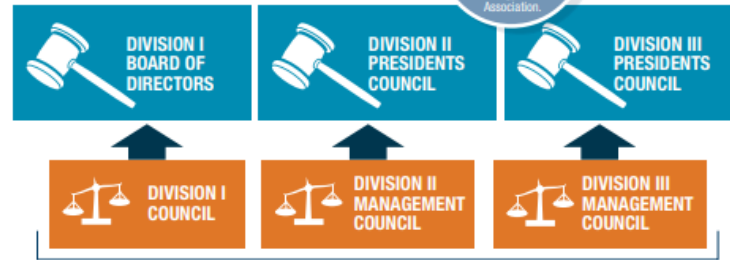 Association.
DIVISION I
BOARD OF
DIRECTORS
DIVISION II
PRESIDENTS
COUNCIL
DIVISION III
PRESIDENTS
COUNCIL
DIVISION I
COUNCIL
DIVISION II
MANAGEMENT
COUNCIL
DIVISION III
MANAGEMENT
COUNCIL